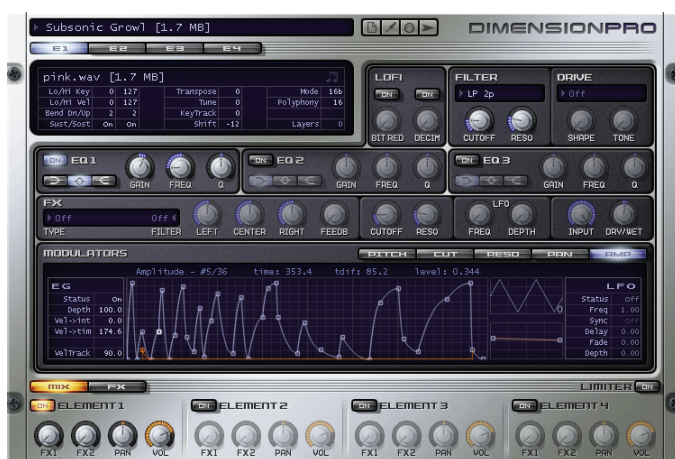 Subsonic Growl [1.7 MB]
DIMENSIONPRO
E1 E2 E3 E4
pink.wav [1.7 MB]
Lo/Hi Key 0 127 Transpose 0 Mode 16b
Lo/Hi Vel 0 127 Tune 0 Polyphony 16
Bend Dn/Up 2 2 KeyTrack 0
Sust/Sost On On Shift -12 Layers 0
LOFI
ON ON
BIT RED DECIM
FILTER
LP 2p
CUTOFF RESO
DRIVE
Off
SHAPE TONE
ON EQ 1 GAIN FREQ Q
ON EQ 2 GAIN FREQ Q
ON EQ 3 GAIN FREQ Q
FX
Off Off
TYPE FILTER LEFT CENTER RIGHT FEEDB CUTOFF RESO
LFO
FREQ DEPTH INPUT DRY/WET
MODULATORS PITCH CUT RESO PAN AMP
Amplitude - #5/36 time: 353.4 tdif: 85.2 level: 0.344
EG
Status On
Depth 100.0
Vel->int 0.0
Vel->tim 174.6
VelTrack 90.0
LFO
Status Off
Freq 1.00
Sync Off
Delay 0.00
Fade 0.00
Depth 0.00
MIX FX LIMITER ON
ON ELEMENT 1 ON ELEMENT 2 ON ELEMENT 3 ON ELEMENT 4
FX1 FX2 PAN VOL FX1 FX2 PAN VOL FX1 FX2 PAN VOL FX1 FX2 PAN VOL